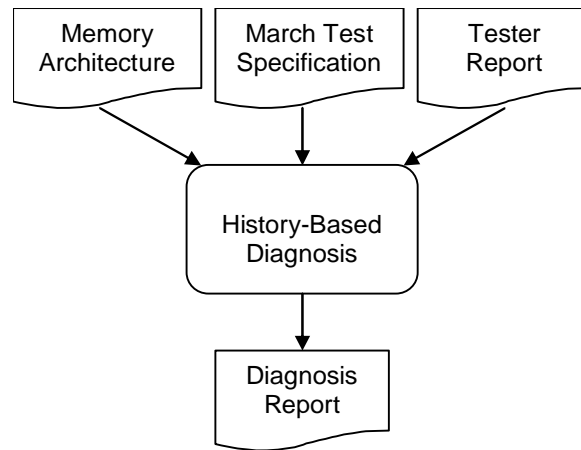 Memory
Architecture
March Test
Specification
Tester
Report
History-Based
Diagnosis
Diagnosis
Report